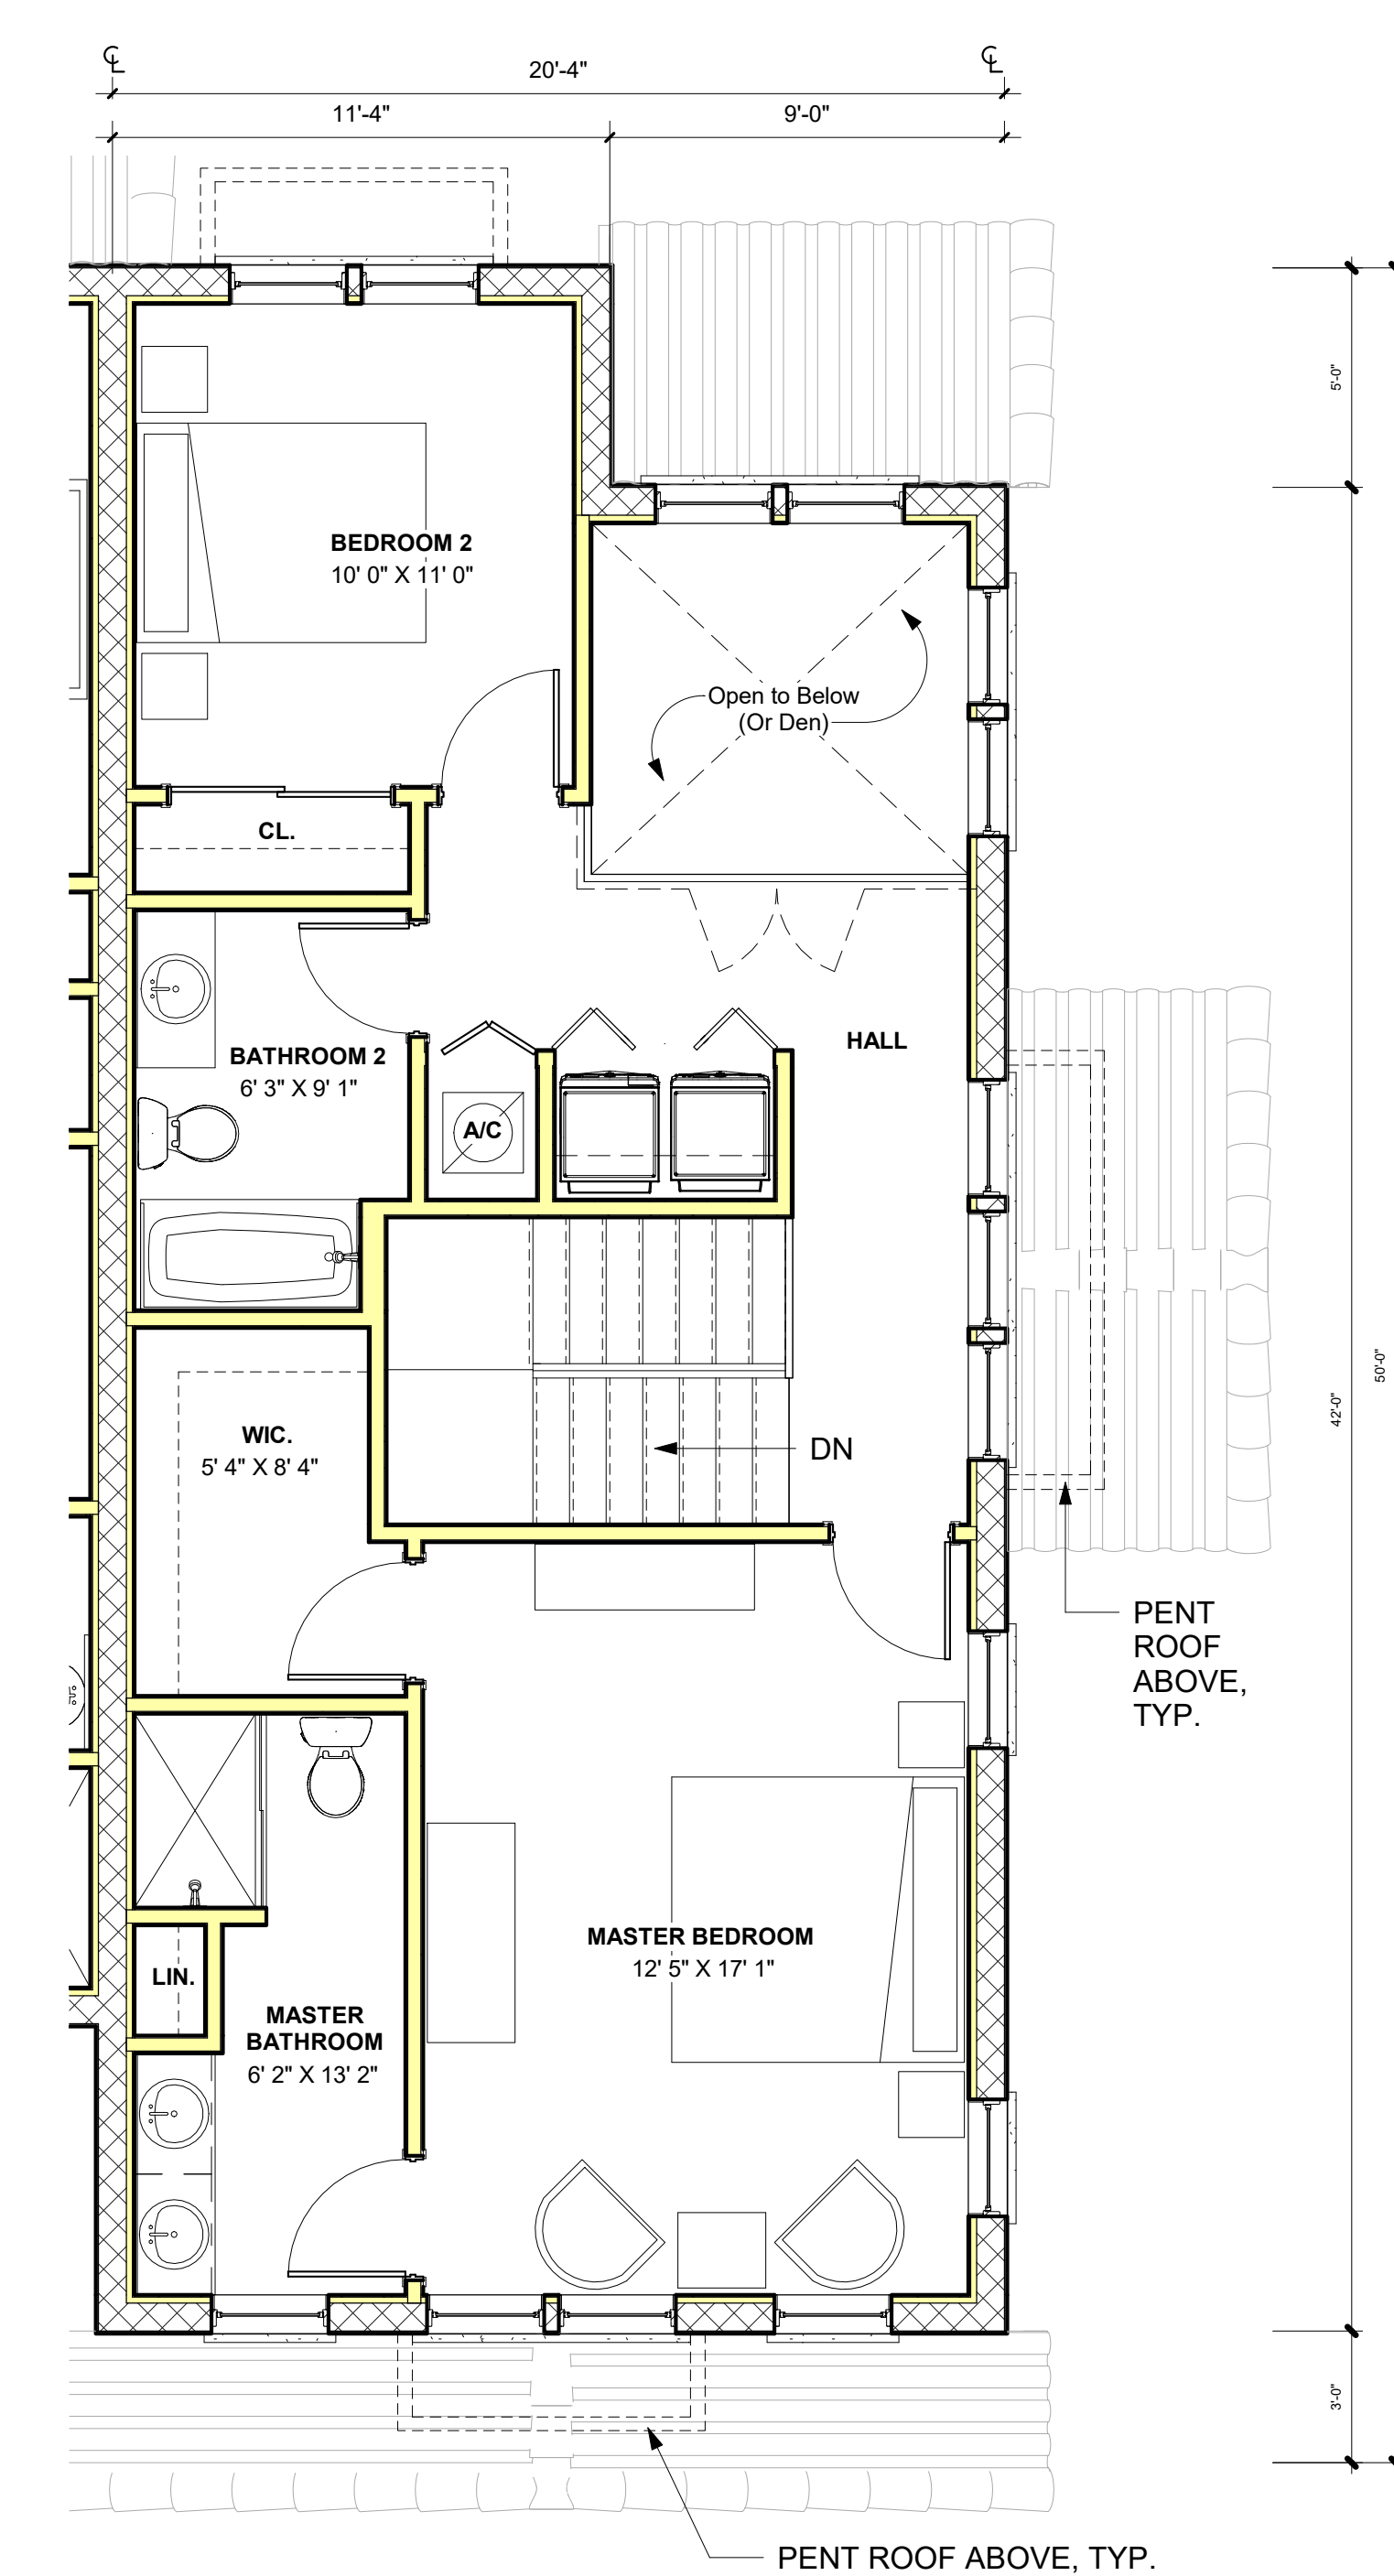 ℄
℄
20'-4"
11'-4"
9'-0"
5'-0"
BEDROOM 2
10' 0" X 11' 0"
Open to Below
(Or Den)
CL.
HALL
BATHROOM 2
6' 3" X 9' 1"
A/C
50'-0"
42'-0"
WIC.
5' 4" X 8' 4"
DN
PENT
ROOF
ABOVE,
TYP.
MASTER BEDROOM
12' 5" X 17' 1"
LIN.
MASTER
BATHROOM
6' 2" X 13' 2"
3'-0"
PENT ROOF ABOVE, TYP.